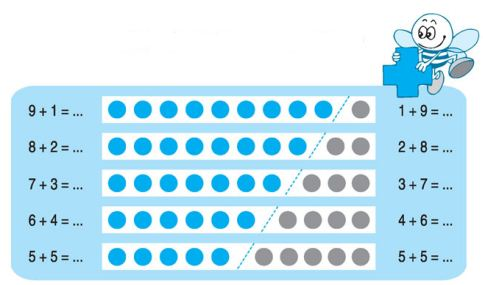 9 + 1 = ... 1 + 9 = ...
8 + 2 = ... 2 + 8 = ...
7 + 3 = ... 3 + 7 = ...
6 + 4 = ... 4 + 6 = ...
5 + 5 = ... 5 + 5 = ...